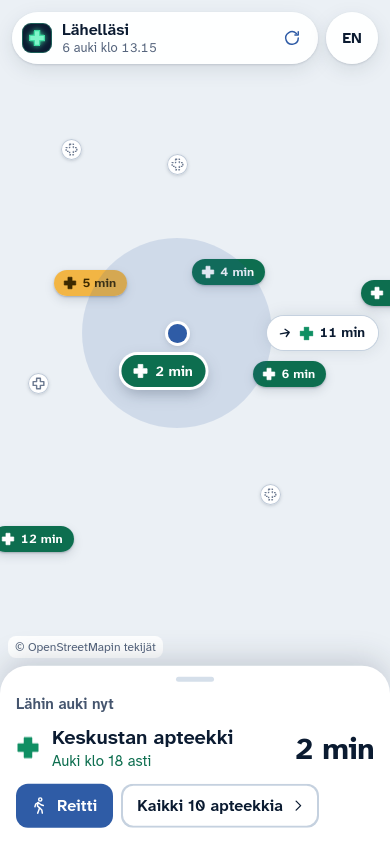 Lähelläsi
6 auki klo 13.15
EN
4 min
5 min
11 min
2 min
6 min
12 min
© OpenStreetMapin tekijät
Lähin auki nyt
Keskustan apteekki
Auki klo 18 asti
2 min
Reitti
Kaikki 10 apteekkia